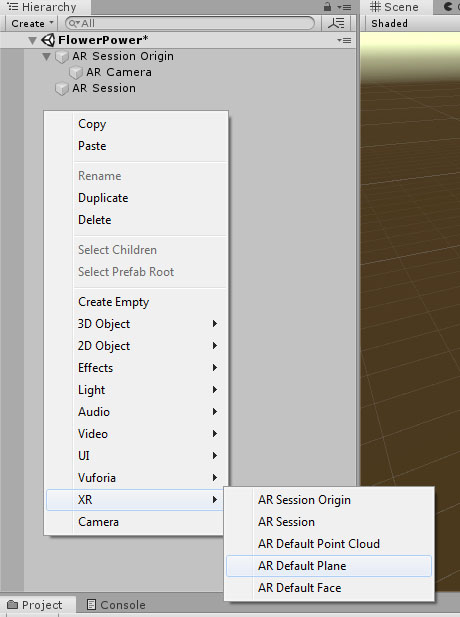 Hierarchy
Scene
Create
All
Shaded
FlowerPower*
AR Session Origin
AR Camera
AR Session
Copy
Paste
Rename
Duplicate
Delete
Select Children
Select Prefab Root
Create Empty
3D Object
2D Object
Effects
Light
Audio
Video
UI
Vuforia
XR
Camera
AR Session Origin
AR Session
AR Default Point Cloud
AR Default Plane
AR Default Face
Project
Console